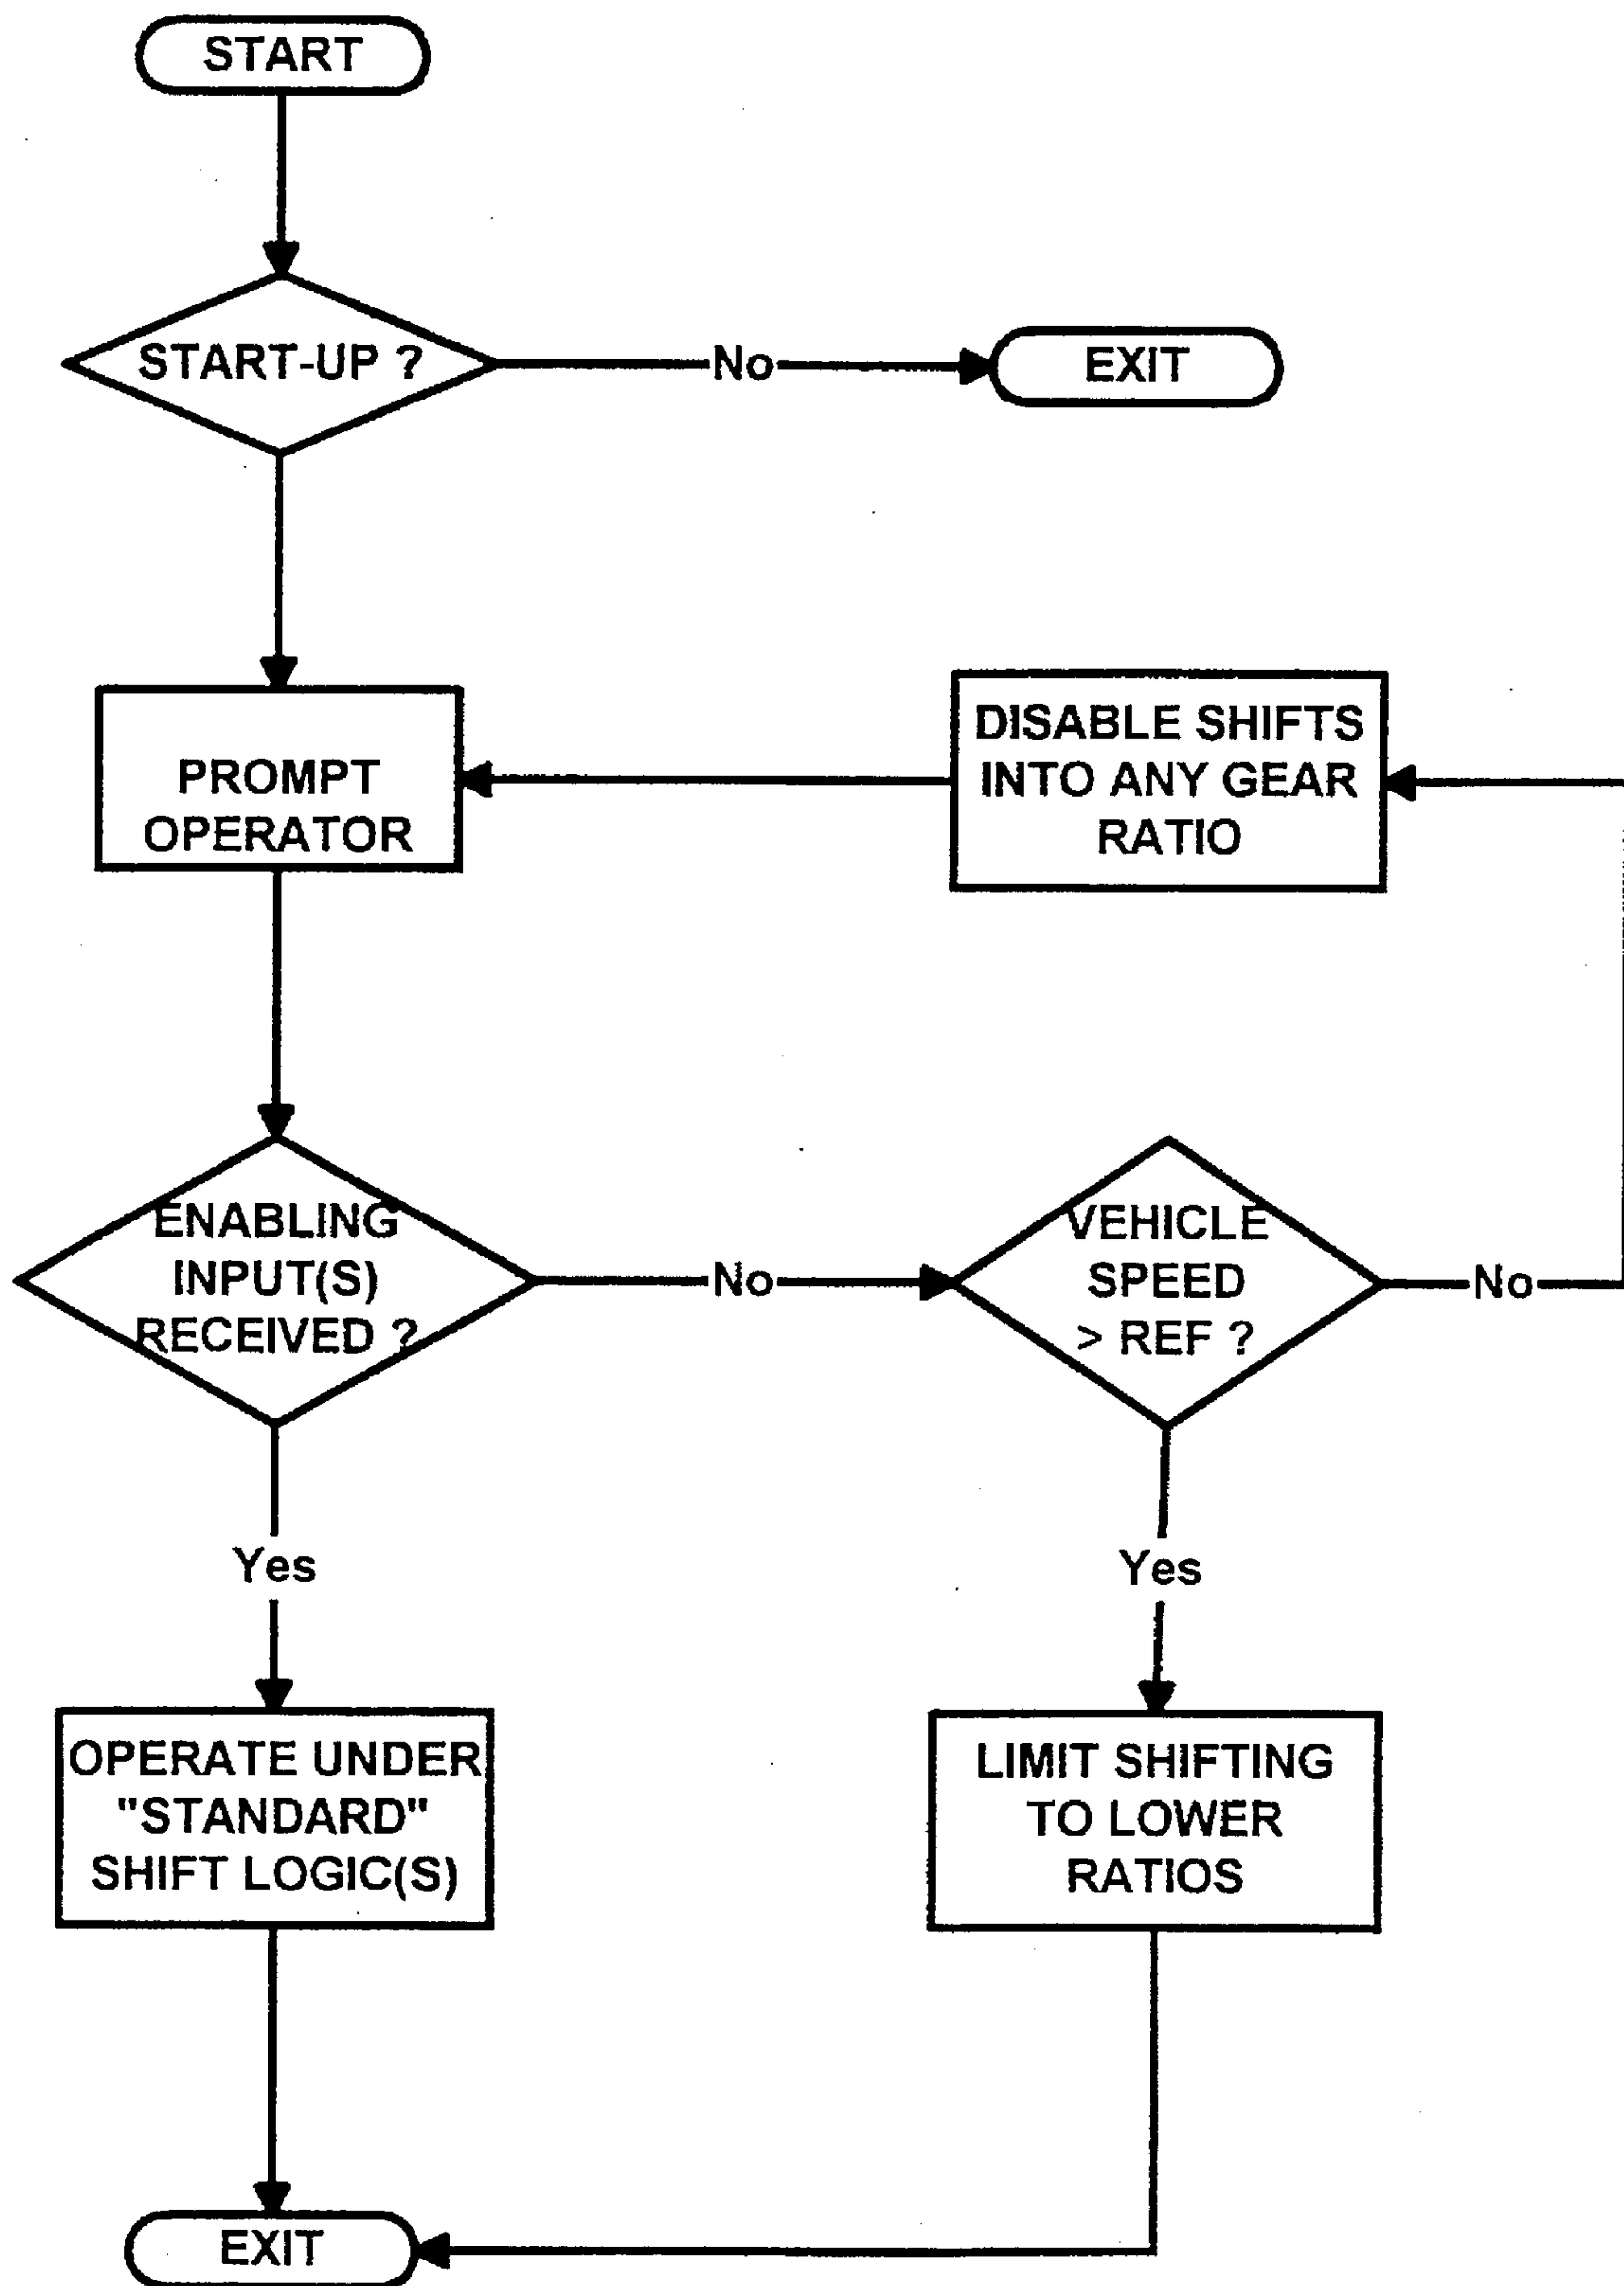 START
START-UP ?
No
EXIT
PROMPT
OPERATOR
DISABLE SHIFTS
INTO ANY GEAR
RATIO
ENABLING
INPUT(S)
RECEIVED ?
No
VEHICLE
SPEED
> REF ?
No
Yes
Yes
OPERATE UNDER
"STANDARD"
SHIFT LOGIC(S)
LIMIT SHIFTING
TO LOWER
RATIOS
EXIT